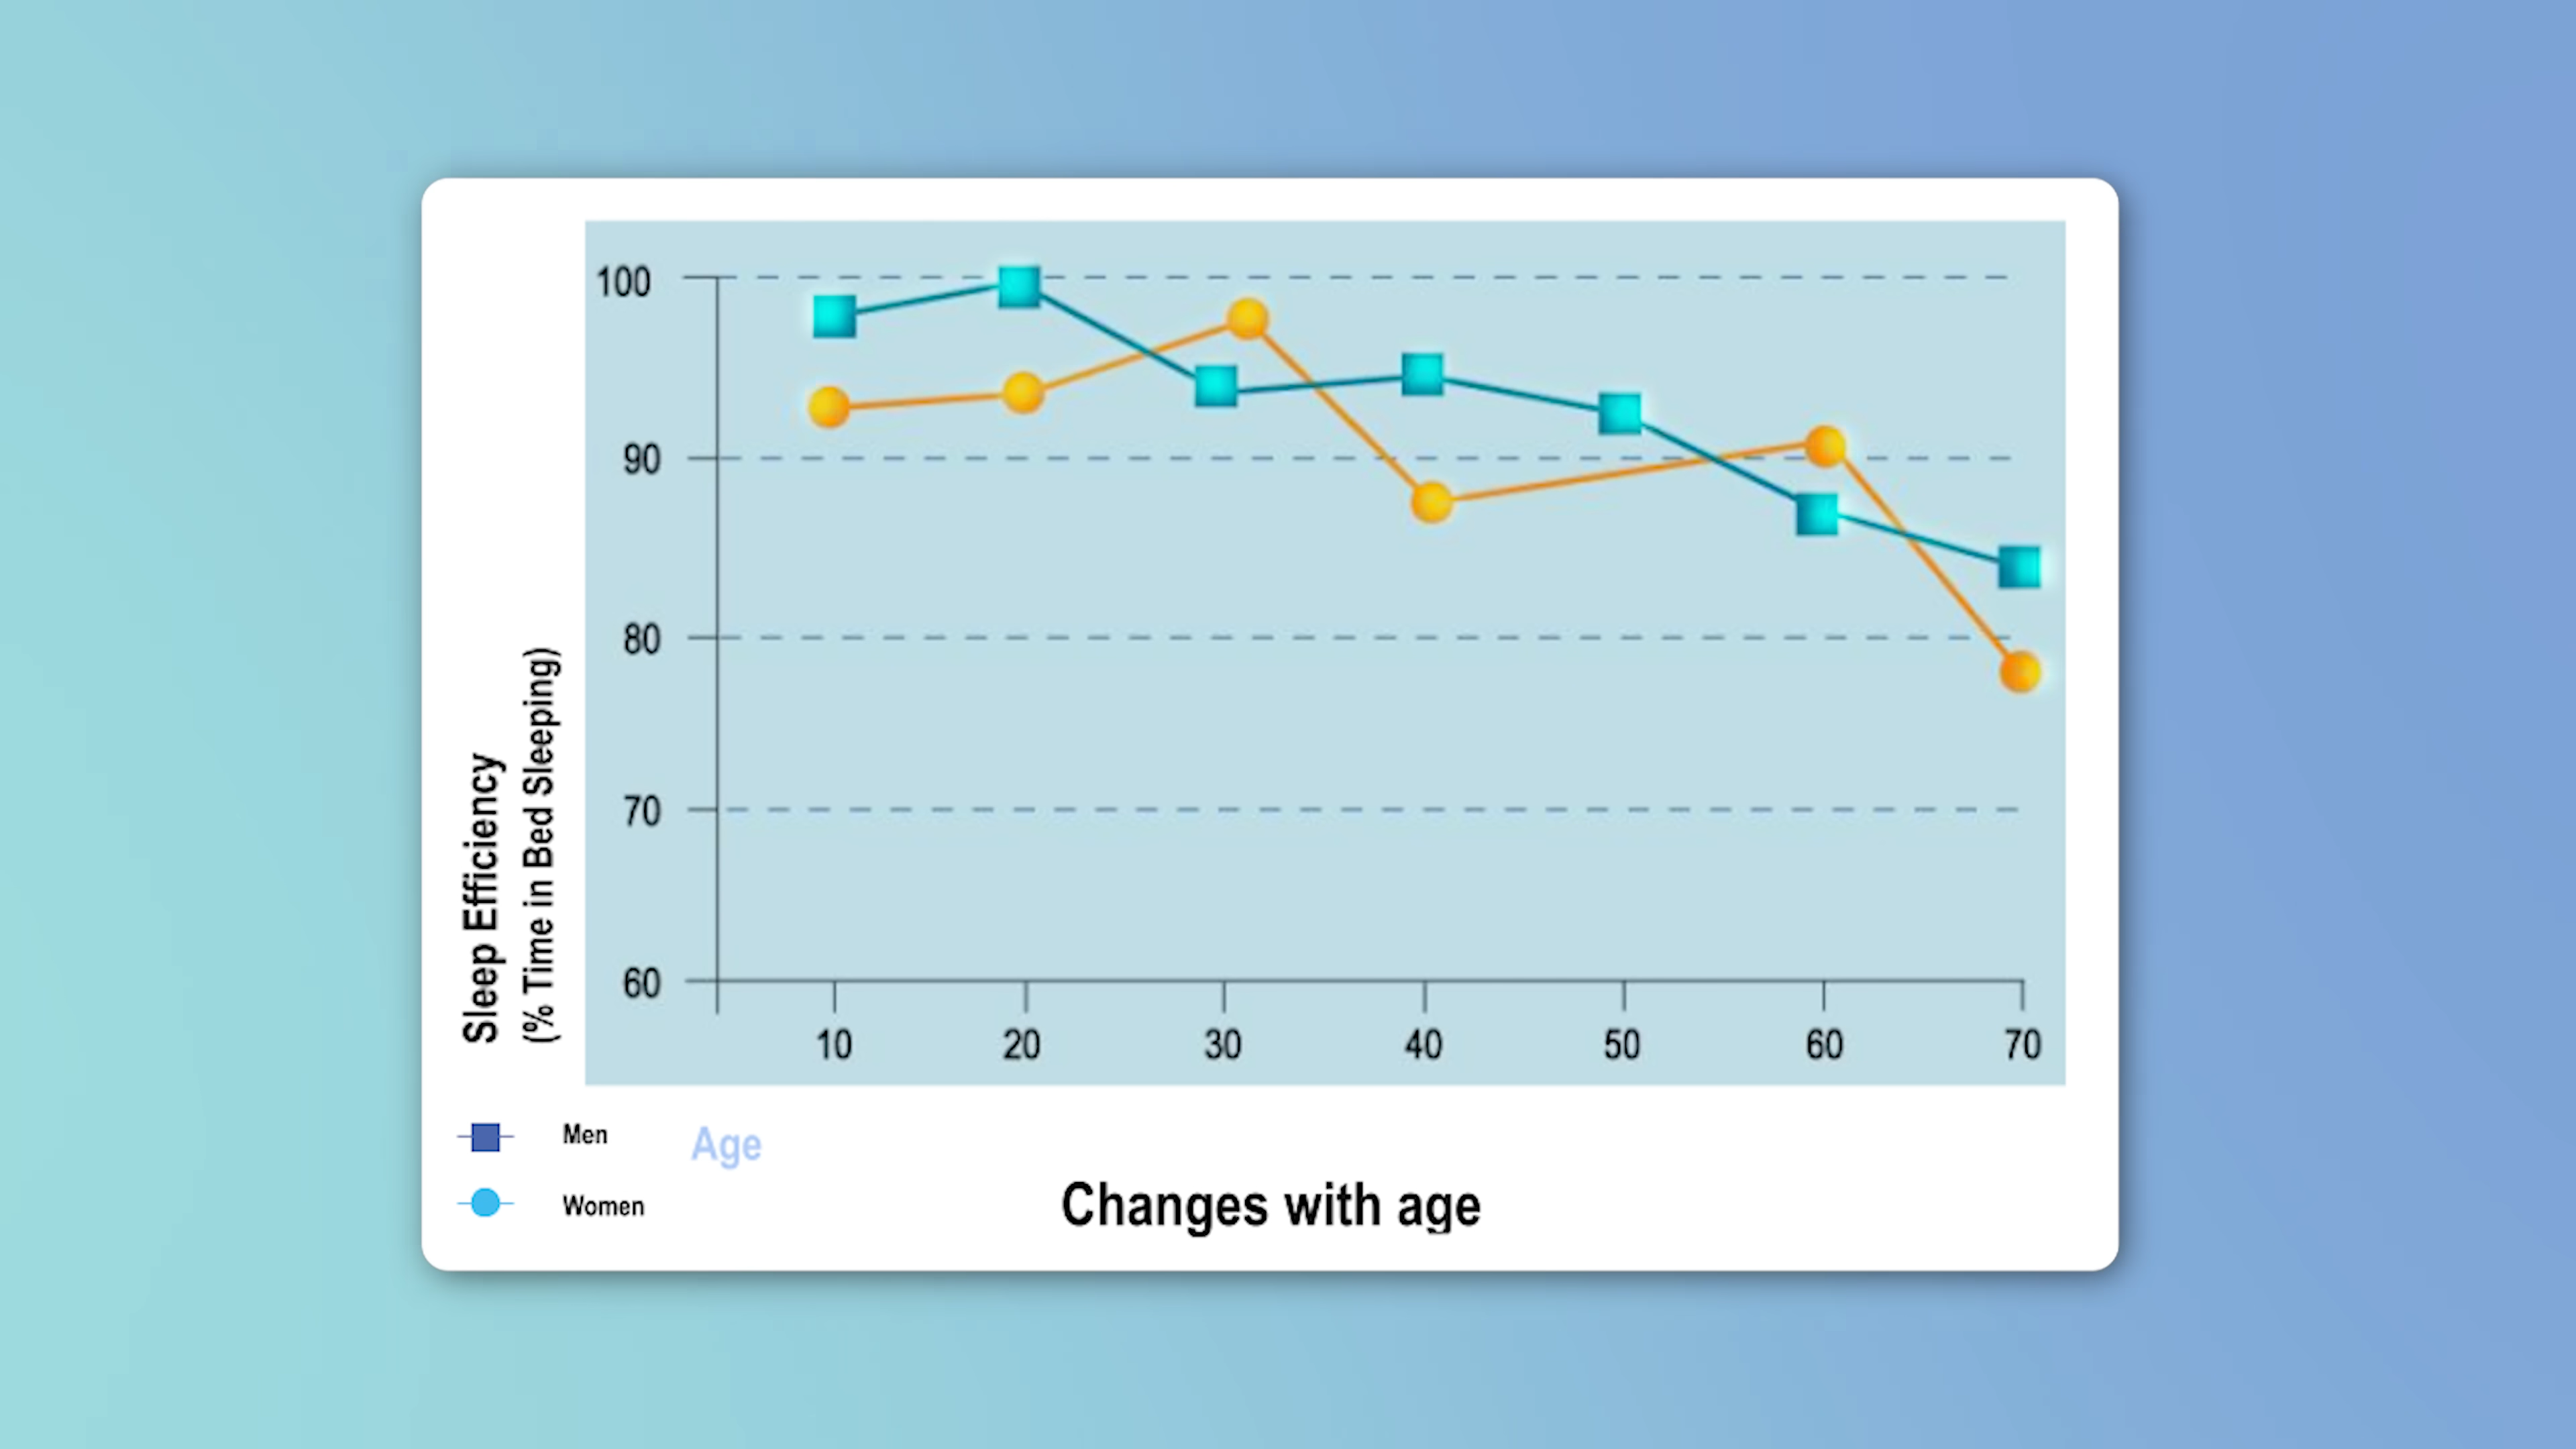 100
90
80
70
60
Sleep Efficiency
(% Time in Bed Sleeping)
10 20 30 40 50 60 70
Men
Age
Women
Changes with age